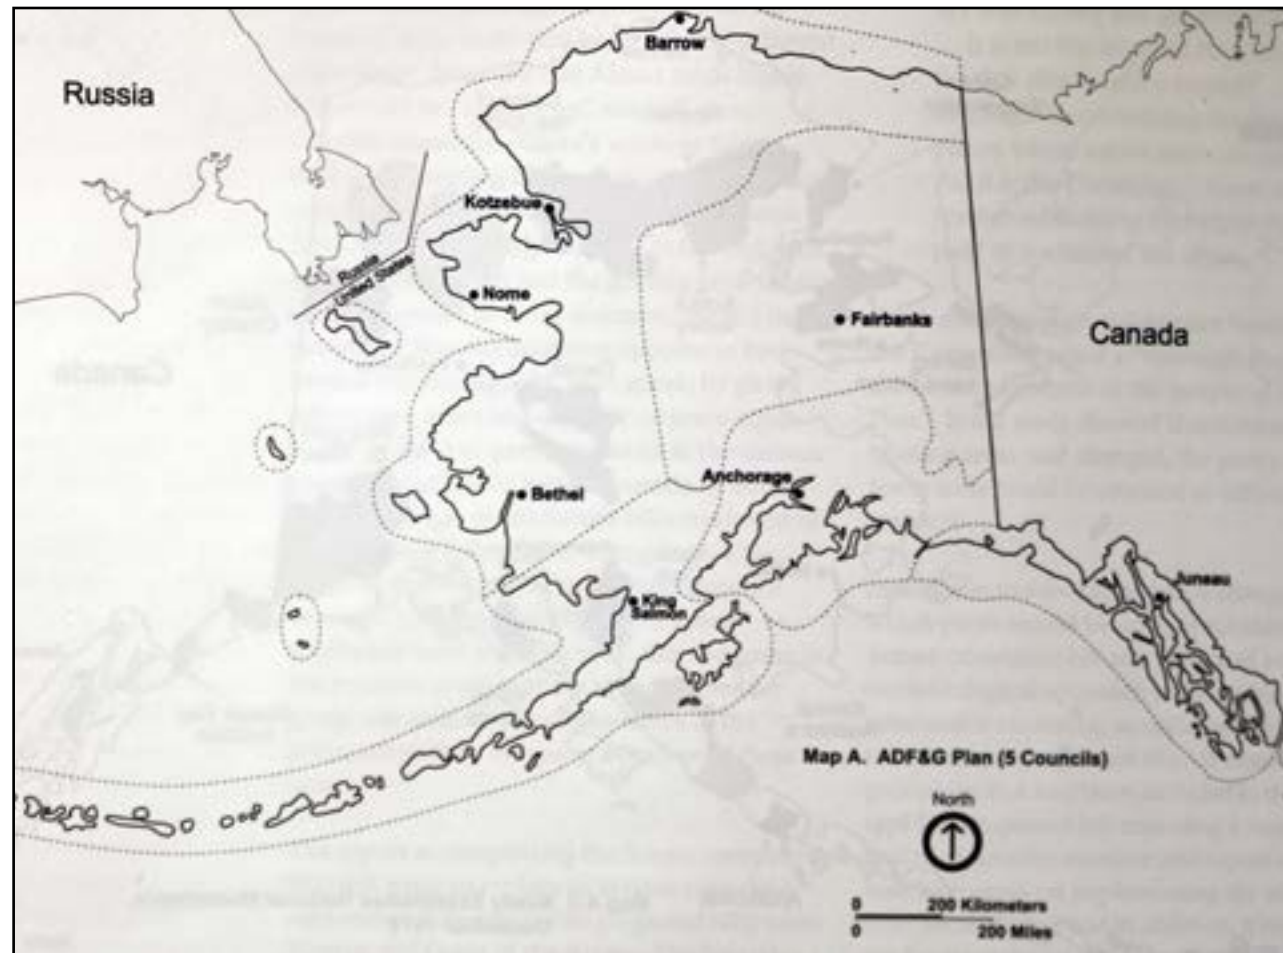 Barrow
Russia
Kotzebue
Russia
United States
Nome
Fairbanks
Canada
Anchorage
Bethel
Juneau
King
Salmon
Map A. ADF&G Plan (5 Councils)
North
0 200 Kilometers
0 200 Miles